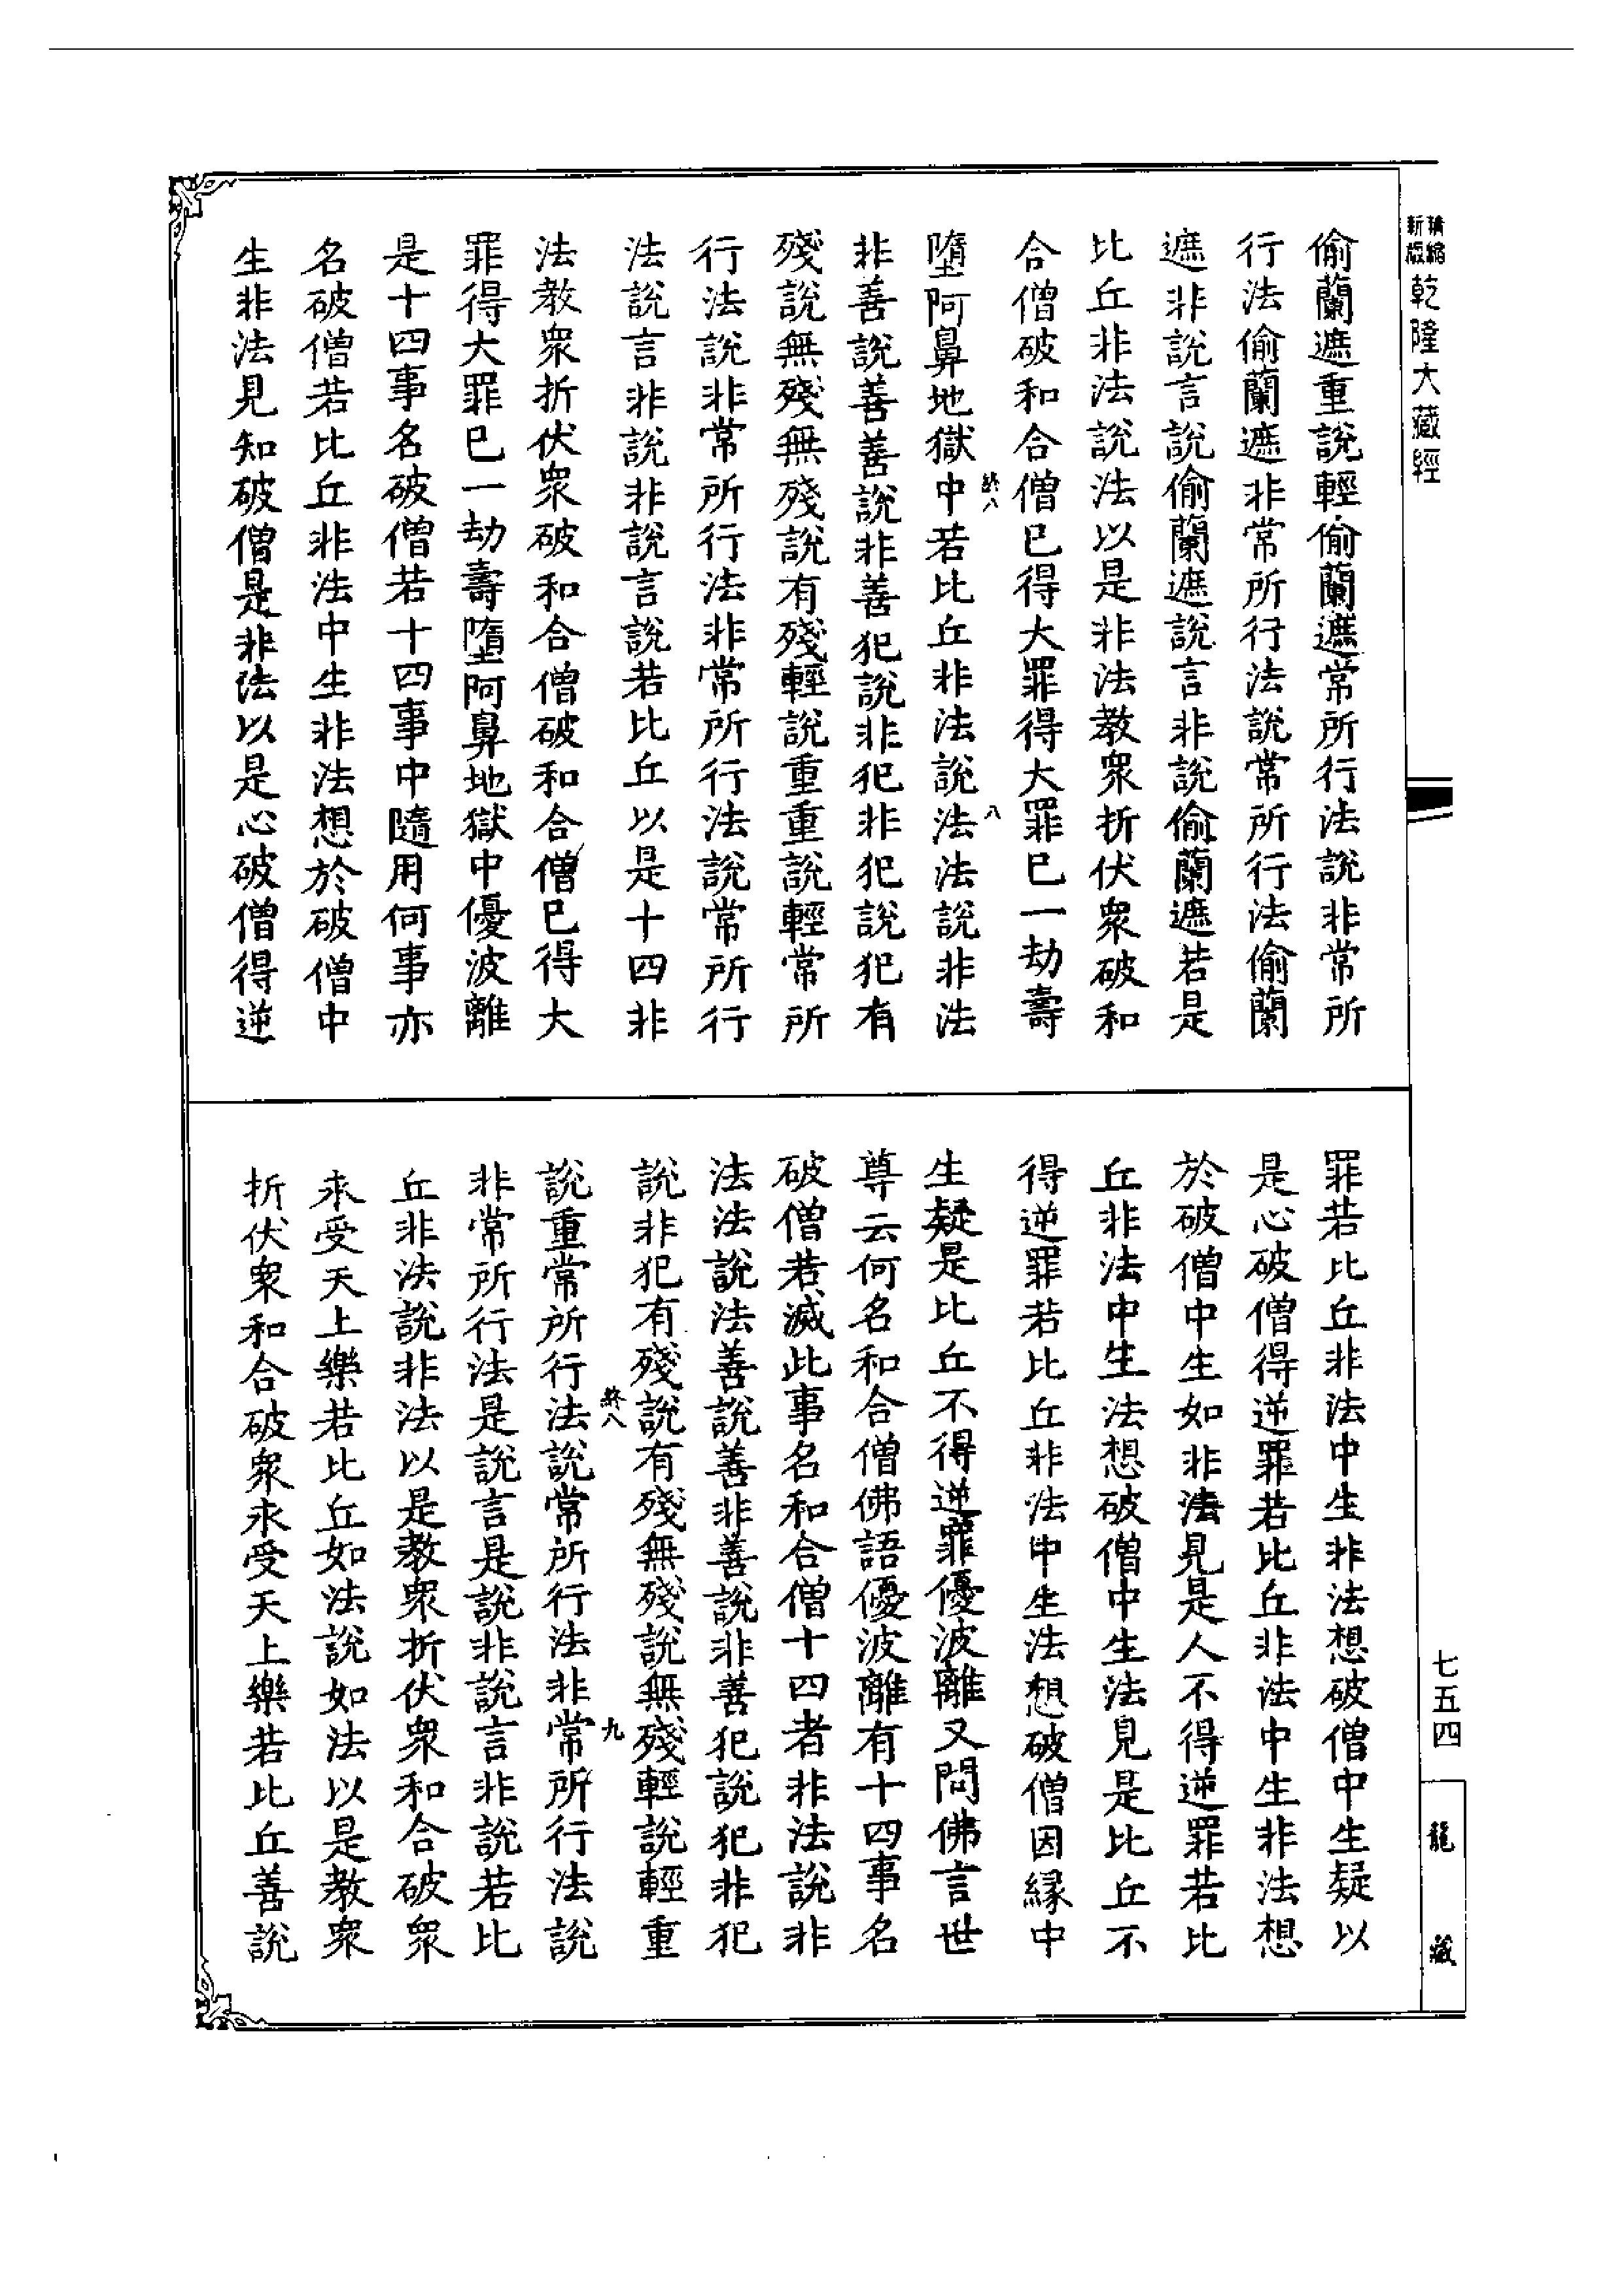 新版精縮乾隆大藏經
偷蘭遮重說輕偷蘭遮常所行法說非常所
行法偷蘭遮非常所行法說常所行法偷蘭
遮非說言說偷蘭遮說言非說偷蘭遮若是
比丘非法說法以是非法教眾折伏眾破和
合僧破和合僧已得大罪得大罪已一劫壽
終八
八
墮阿鼻地獄中若比丘非法說法法說非法
非善說善善說非善犯說非犯非犯說犯有
殘說無殘無殘說有殘輕說重重說輕常所
行法說非常所行法非常所行法說常所行
法說言非說非說言說若比丘以是十四非
法教眾折伏眾破和合僧破和合僧已得大
罪得大罪已一劫壽墮阿鼻地獄中優波離
是十四事名破僧若十四事中隨用何事亦
名破僧若比丘非法中生非法想於破僧中
生非法見知破僧是非法以是心破僧得逆
罪若比丘非法中生非法想破僧中生疑以
是心破僧得逆罪若比丘非法中生非法想
於破僧中生如非法見是人不得逆罪若比
丘非法中生法想破僧中生法見是比丘不
得逆罪若比丘非法中生法想破僧因緣中
生疑是比丘不得逆罪優波離又問佛言世
尊云何名和合僧佛語優波離有十四事名
破僧若滅此事名和合僧十四者非法說非
法法說法善說善非善說非善犯說犯非犯
說非犯有殘說有殘無殘說無殘輕說輕重
終八
九
說重常所行法說常所行法非常所行法說
非常所行法是說言是說非說言非說若比
丘非法說非法以是教眾折伏眾和合破眾
來受天上樂若比丘如法說如法以是教眾
折伏眾和合破眾永受天上樂若比丘善說
七五四
龍藏